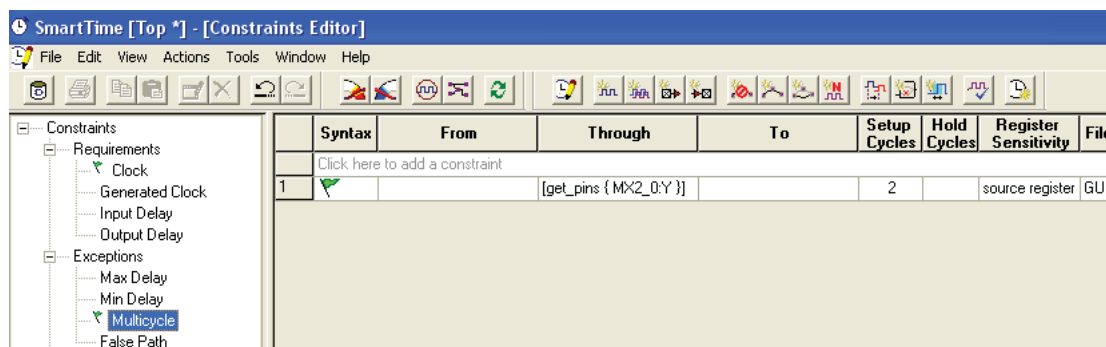 SmartTime [Top *] - [Constraints Editor]
File Edit View Actions Tools Window Help
Constraints
Requirements
Clock
Generated Clock
Input Delay
Output Delay
Exceptions
Max Delay
Min Delay
Multicycle
False Path
Syntax From Through To Setup Cycles Hold Cycles Register Sensitivity
Click here to add a constraint
1 [get_pins { MX2_0:Y }] 2 source register GU